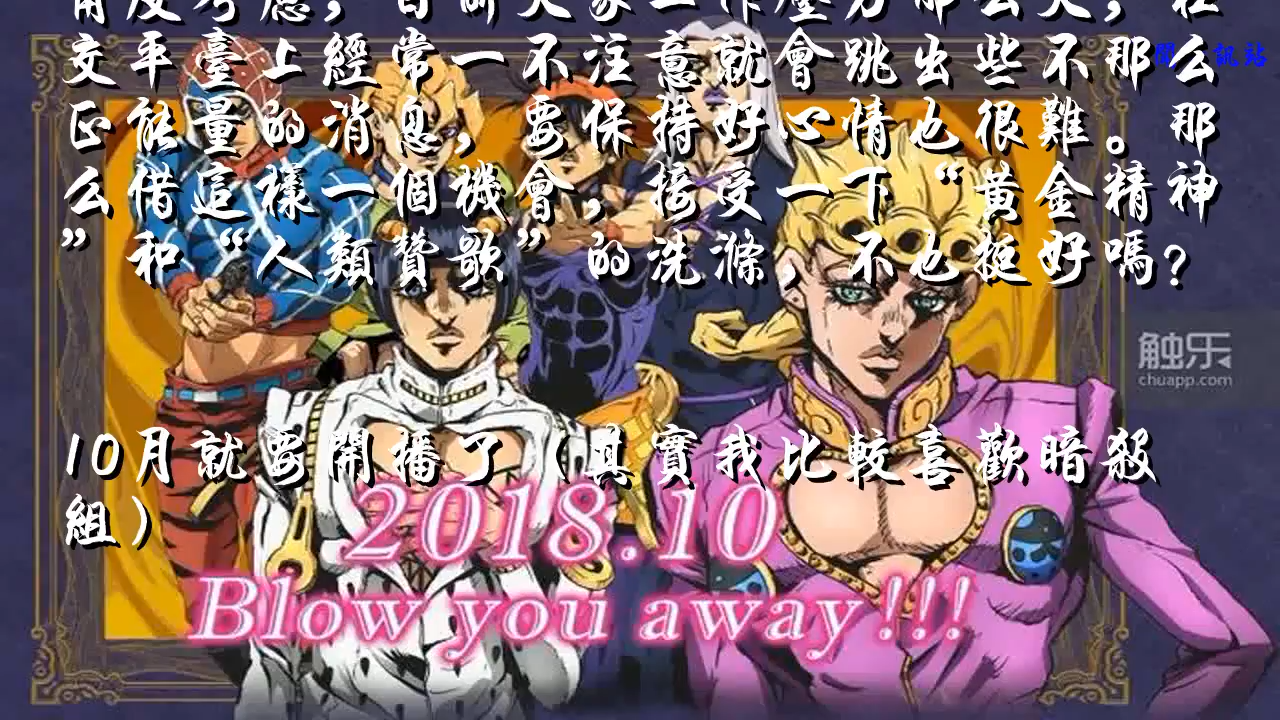 交平臺上經常一不注意就會跳出些不那么
正能量的消息，要保持好心情也很難。那
么借這樣一個機會，接受一下“黃金精神
”和“人類贊歌”的洗滌，不也挺好嗎？
触乐
chuapp.com
10月就要開播了（其實我比較喜歡暗殺
組）
2018.10
Blow you away!!!